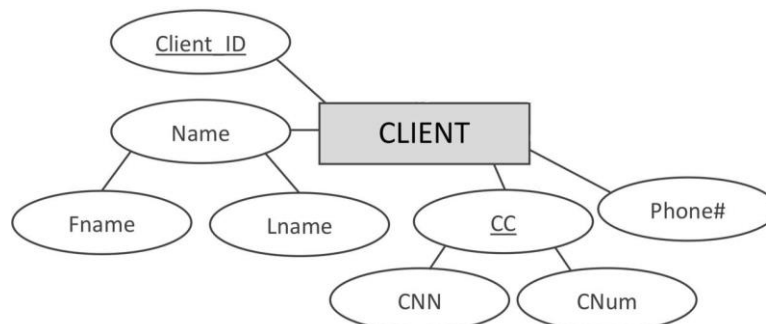 Client_ID
Name
CLIENT
Fname
Lname
CC
Phone#
CNN
CNum